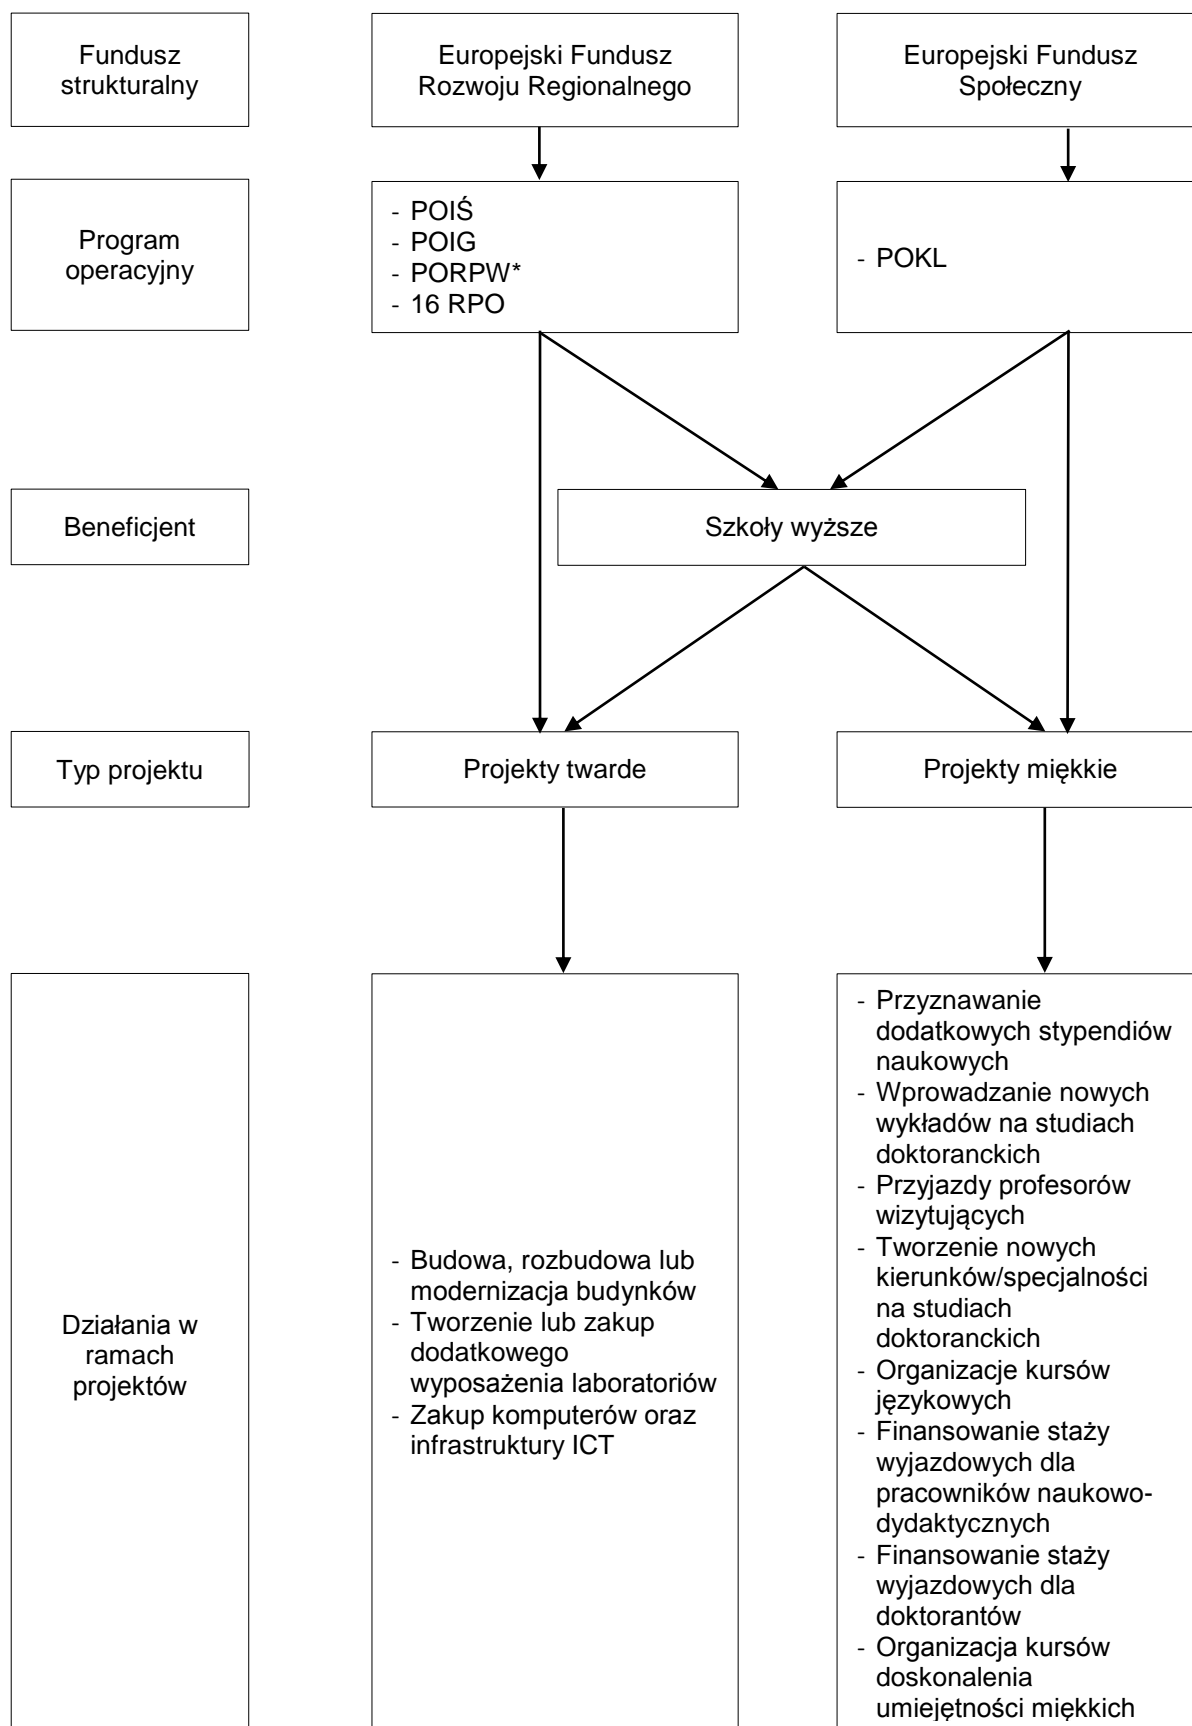 Fundusz
strukturalny
Europejski Fundusz
Rozwoju Regionalnego
Europejski Fundusz
Społeczny
Program
operacyjny
- POIŚ
- POIG
- PORPW*
- 16 RPO
- POKL
Beneficjent
Szkoły wyższe
Typ projektu
Projekty twarde
Projekty miękkie
Działania w
ramach
projektów
- Budowa, rozbudowa lub
modernizacja budynków
- Tworzenie lub zakup
dodatkowego
wyposażenia laboratoriów
- Zakup komputerów oraz
infrastruktury ICT
- Przyznawanie
dodatkowych stypendiów
naukowych
- Wprowadzanie nowych
wykładów na studiach
doktoranckich
- Przyjazdy profesorów
wizytujących
- Tworzenie nowych
kierunków/specjalności
na studiach
doktoranckich
- Organizacje kursów
językowych
- Finansowanie staży
wyjazdowych dla
pracowników naukowo-
dydaktycznych
- Finansowanie staży
wyjazdowych dla
doktorantów
- Organizacja kursów
doskonalenia
umiejętności miękkich